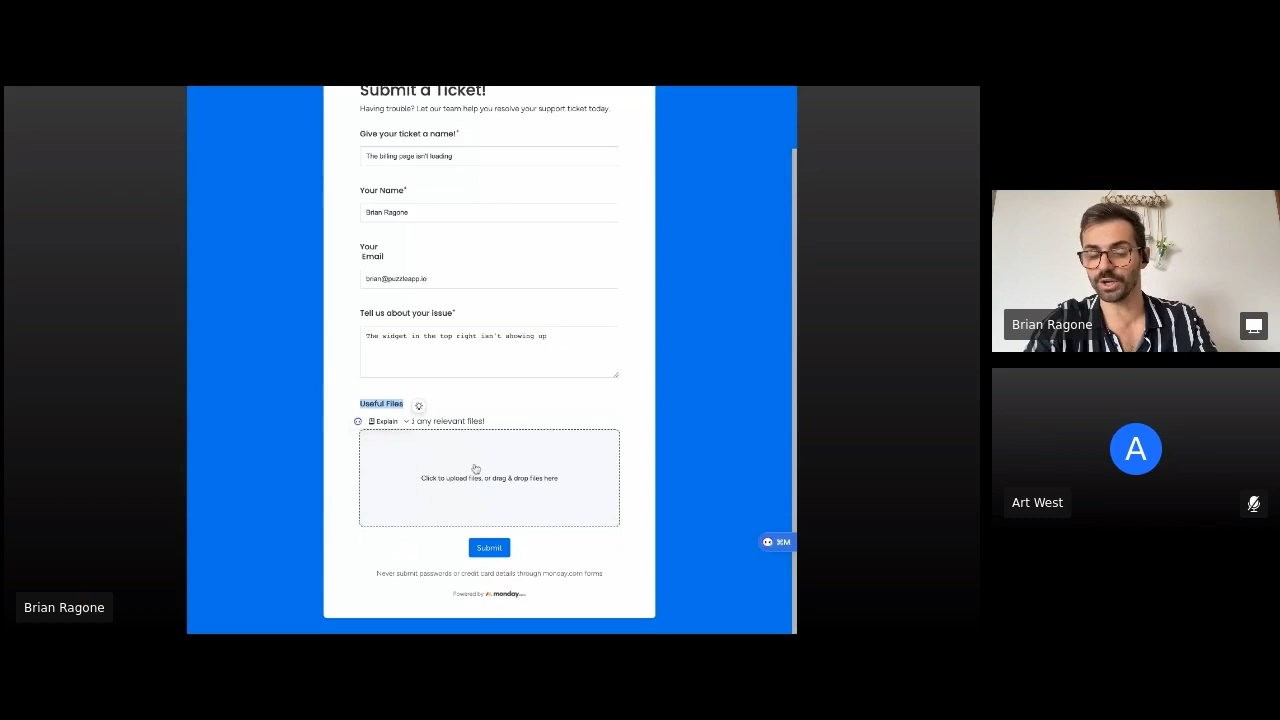 Submit a Ticket!
Having trouble? Let our team help you resolve your support ticket today.
Give your ticket a name!*
The billing page isn't loading
Your Name*
Brian Ragone
Your
Email
brian@puzzleapp.io
Tell us about your issue*
The widget in the top right isn't showing up
Useful Files
Explain
any relevant files!
Click to upload files, or drag & drop files here
Submit
⌘M
Never submit passwords or credit card details through monday.com forms
Powered by monday.com
Brian Ragone
Brian Ragone
A
Art West